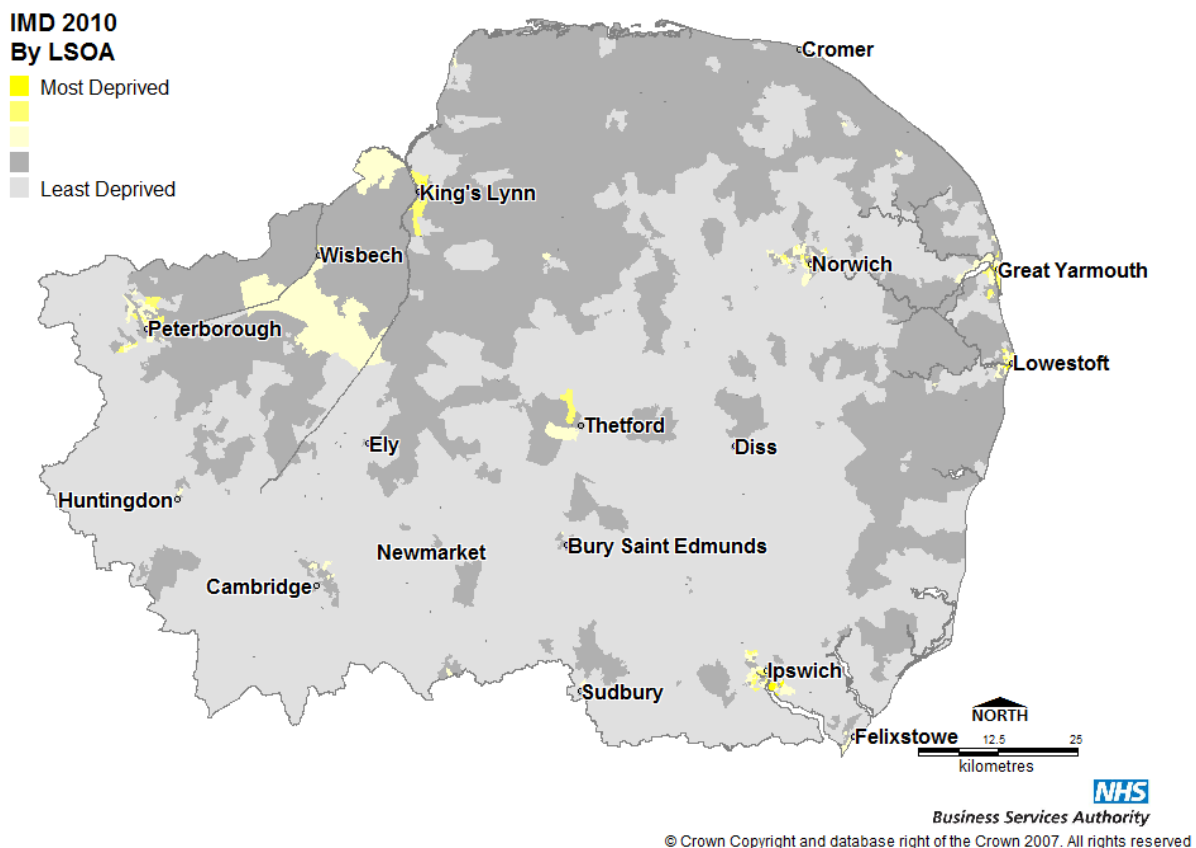 IMD 2010
By LSOA
Most Deprived
Least Deprived
Cromer
King's Lynn
Wisbech
Norwich
Great Yarmouth
Peterborough
Lowestoft
Thetford
Ely
Diss
Huntingdon
Newmarket
Bury Saint Edmunds
Cambridge
Ipswich
Sudbury
Felixstowe
NORTH
12.5 25
kilometres
NHS
Business Services Authority
© Crown Copyright and database right of the Crown 2007. All rights reserved